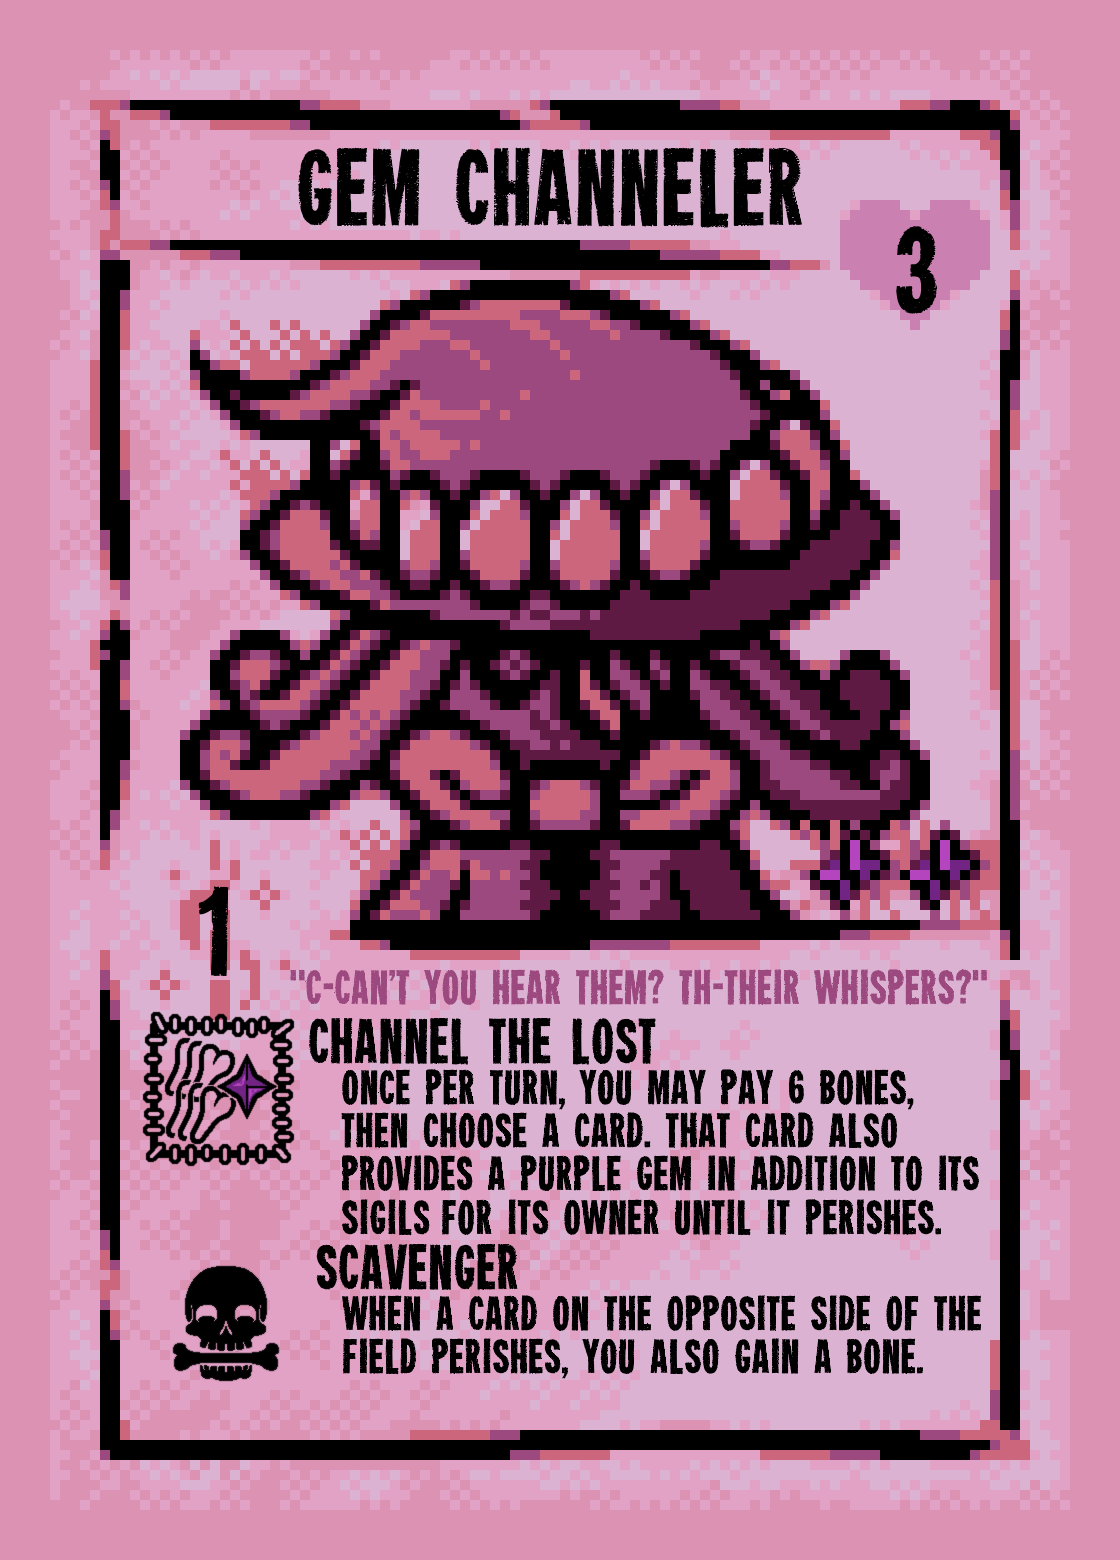 GEM CHANNELER
3
1
"C-CAN'T YOU HEAR THEM? TH-THEIR WHISPERS?"
CHANNEL THE LOST
ONCE PER TURN, YOU MAY PAY 6 BONES,
THEN CHOOSE A CARD. THAT CARD ALSO
PROVIDES A PURPLE GEM IN ADDITION TO ITS
SIGILS FOR ITS OWNER UNTIL IT PERISHES.
SCAVENGER
WHEN A CARD ON THE OPPOSITE SIDE OF THE
FIELD PERISHES, YOU ALSO GAIN A BONE.